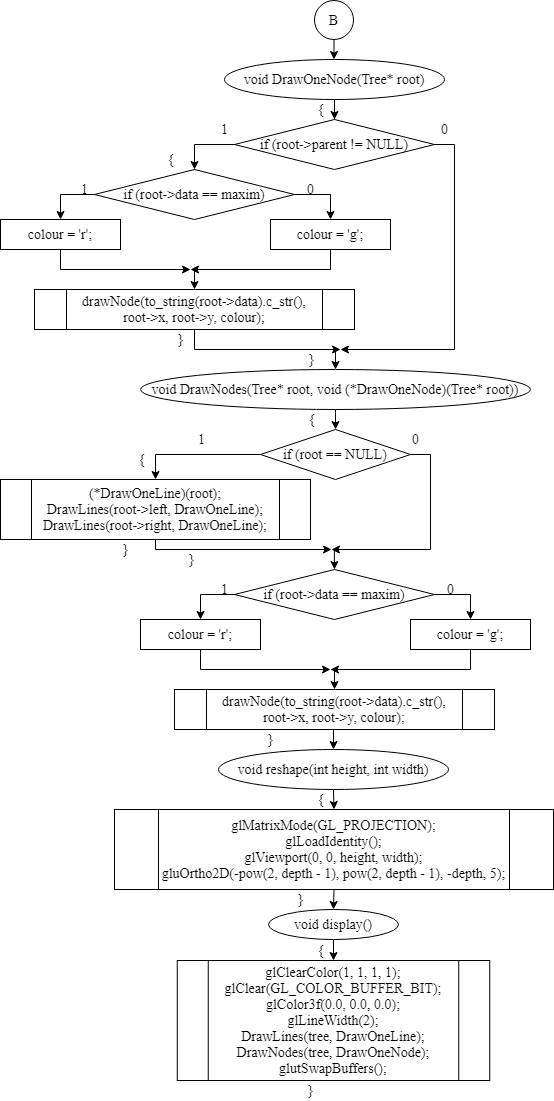 B
void DrawOneNode(Tree* root)
{
1
if (root->parent != NULL)
0
{
1
if (root->data == maxim)
0
colour = 'r';
colour = 'g';
drawNode(to_string(root->data).c_str(),
root->x, root->y, colour);
}
}
void DrawNodes(Tree* root, void (*DrawOneNode)(Tree* root))
{
1
if (root == NULL)
0
{
(*DrawOneLine)(root);
DrawLines(root->left, DrawOneLine);
DrawLines(root->right, DrawOneLine);
}
}
1
if (root->data == maxim)
0
colour = 'r';
colour = 'g';
drawNode(to_string(root->data).c_str(),
root->x, root->y, colour);
}
void reshape(int height, int width)
{
glMatrixMode(GL_PROJECTION);
glLoadIdentity();
glViewport(0, 0, height, width);
gluOrtho2D(-pow(2, depth - 1), pow(2, depth - 1), -depth, 5);
}
void display()
{
glClearColor(1, 1, 1, 1);
glClear(GL_COLOR_BUFFER_BIT);
glColor3f(0.0, 0.0, 0.0);
glLineWidth(2);
DrawLines(tree, DrawOneLine);
DrawNodes(tree, DrawOneNode);
glutSwapBuffers();
}